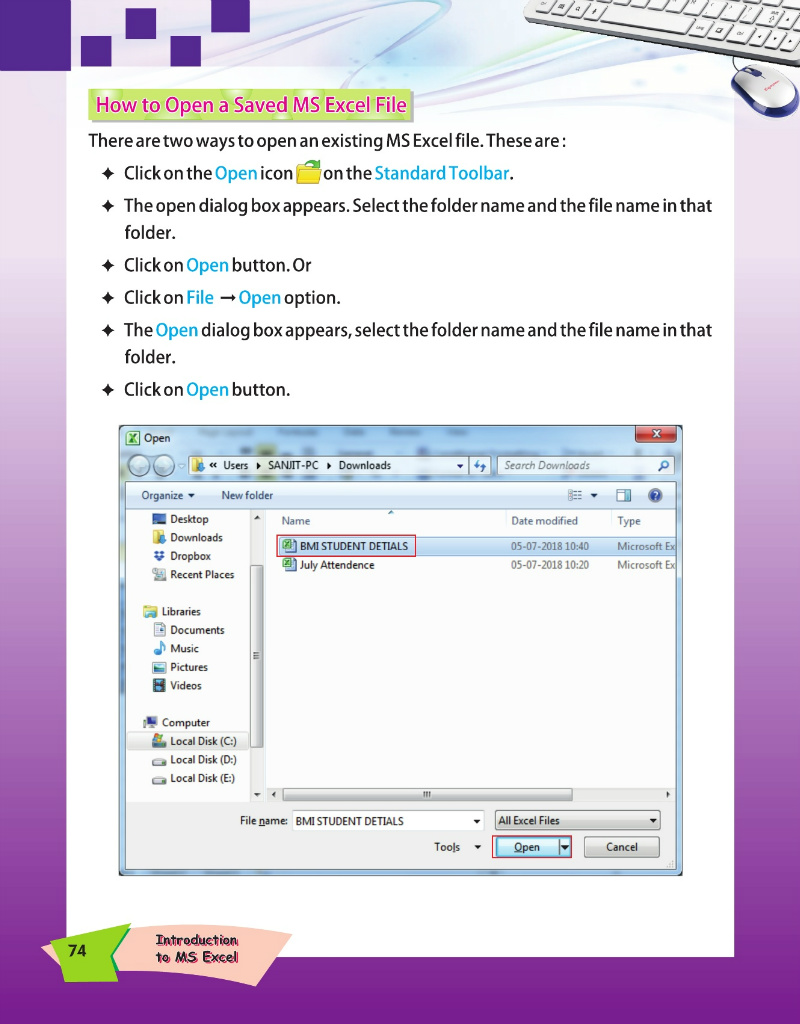 How to Open a Saved MS Excel File
There are two ways to open an existing MS Excel file. These are :
✦ Click on the Open icon on the Standard Toolbar.
✦ The open dialog box appears. Select the folder name and the file name in that
folder.
✦ Click on Open button. Or
✦ Click on File → Open option.
✦ The Open dialog box appears, select the folder name and the file name in that
folder.
✦ Click on Open button.
Open
« Users ▸ SANJIT-PC ▸ Downloads
Search Downloads
Organize ▾ New folder
Desktop
Downloads
Dropbox
Recent Places
Libraries
Documents
Music
Pictures
Videos
Computer
Local Disk (C:)
Local Disk (D:)
Local Disk (E:)
Name Date modified Type
BMI STUDENT DETIALS 05-07-2018 10:40 Microsoft Ex
July Attendence 05-07-2018 10:20 Microsoft Ex
File name: BMI STUDENT DETIALS All Excel Files
Tools Open Cancel
74
Introduction
to MS Excel